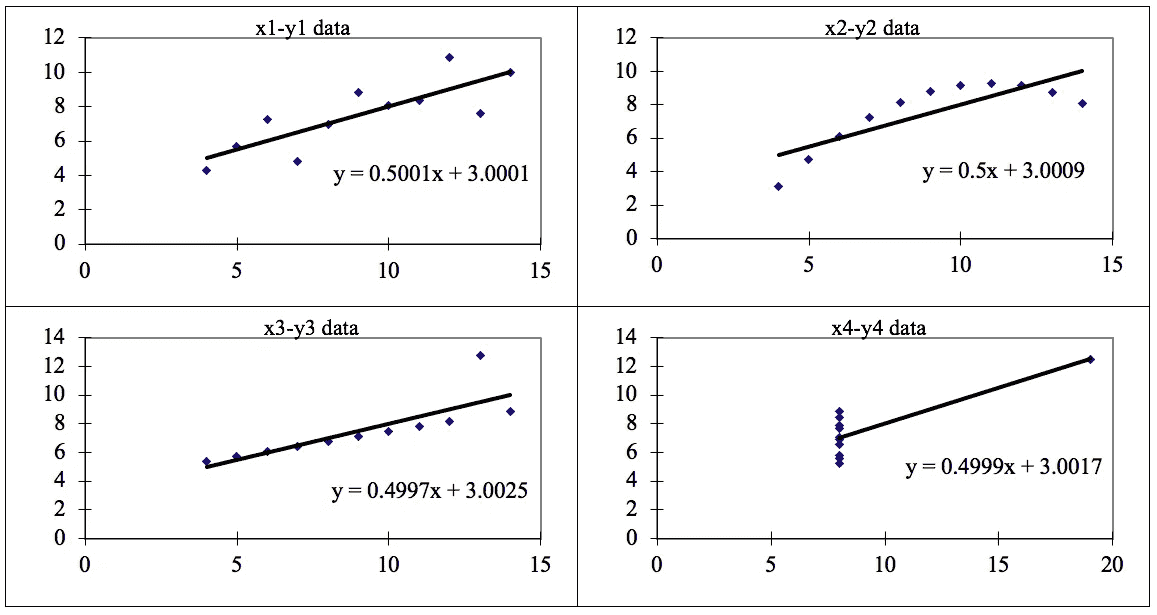 x1-y1 data
12
10
8
6
4
2
0
0 5 10 15
y = 0.5001x + 3.0001
x2-y2 data
12
10
8
6
4
2
0
0 5 10 15
y = 0.5x + 3.0009
x3-y3 data
14
12
10
8
6
4
2
0
0 5 10 15
y = 0.4997x + 3.0025
x4-y4 data
14
12
10
8
6
4
2
0
0 5 10 15 20
y = 0.4999x + 3.0017